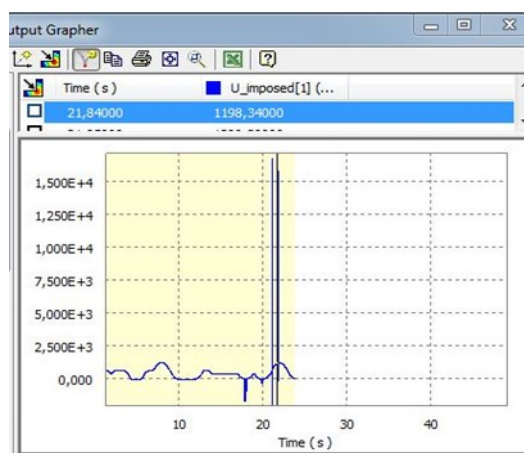 utput Grapher
Time ( s )
U_imposed[1] (...
21,84000
1198,34000
1,500E+4
1,250E+4
1,000E+4
7,500E+3
5,000E+3
2,500E+3
0,000
10
20
30
40
Time ( s )